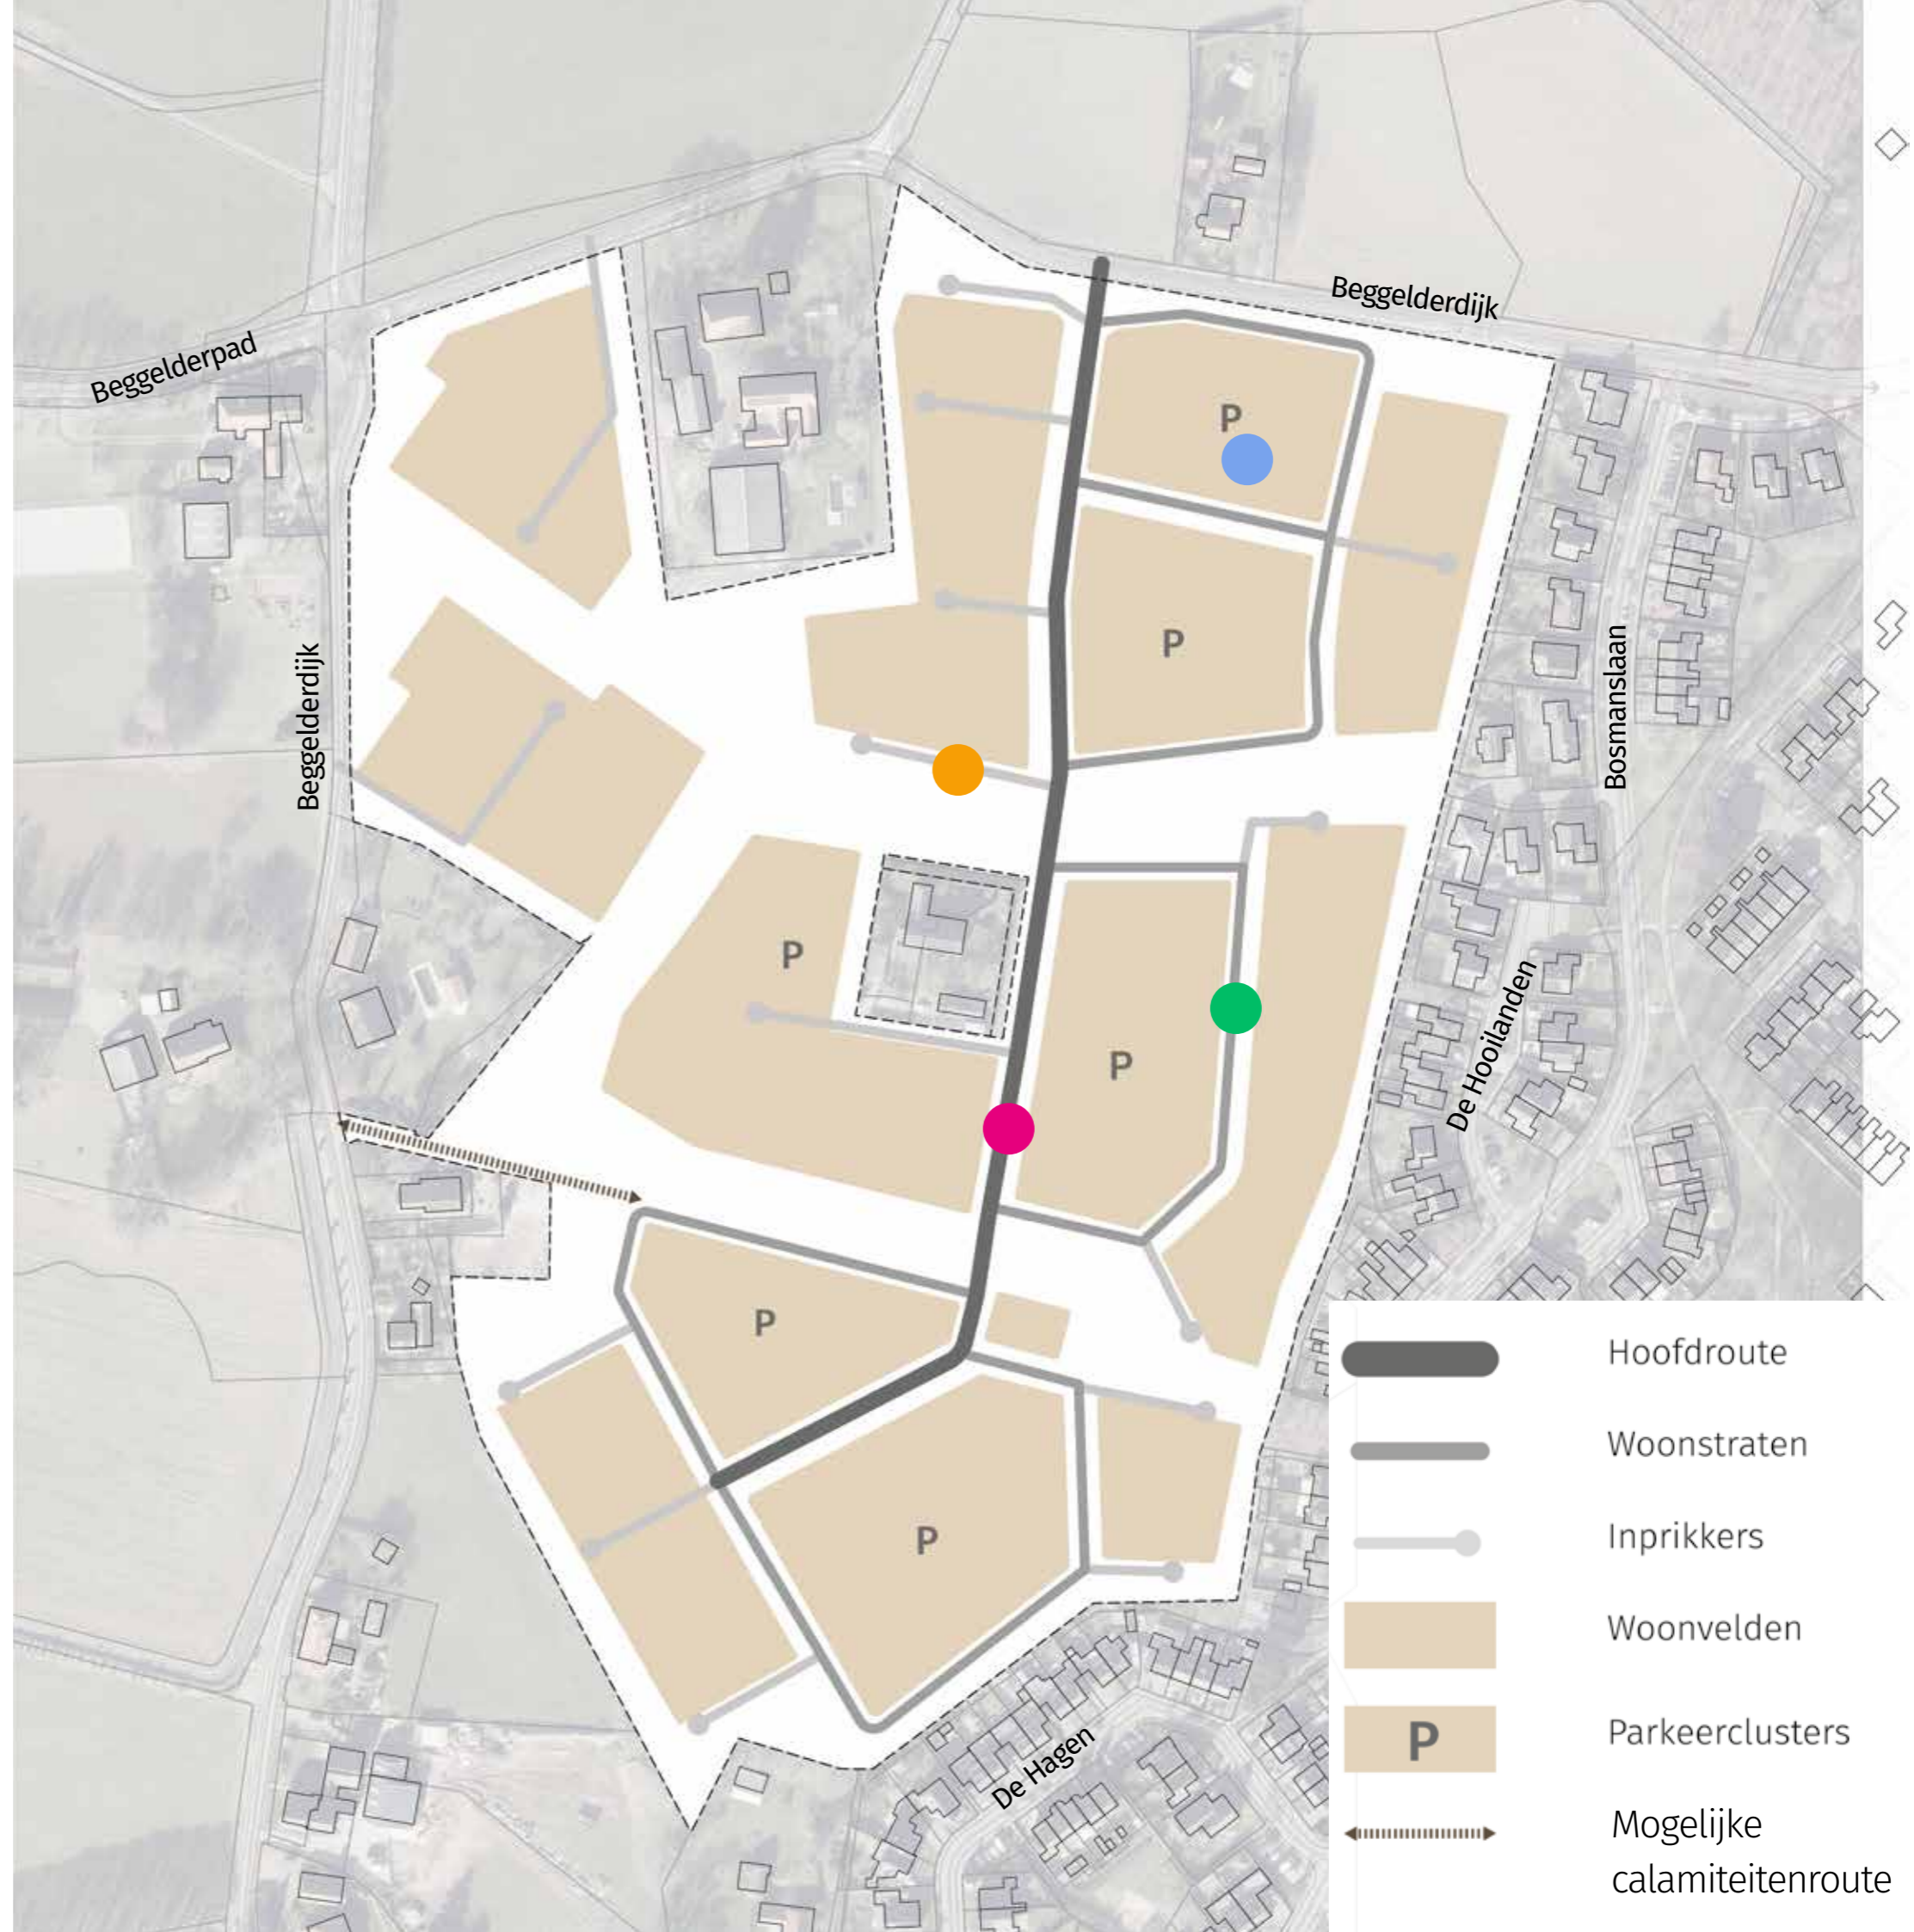 Beggelderdijk
Beggelderpad
P
P
Beggelderdijk
Bosmanslaan
P
P
De Hooilanden
P
P
De Hagen
Hoofdroute
Woonstraten
Inprikkers
Woonvelden
P Parkeerclusters
Mogelijke
calamiteitenroute